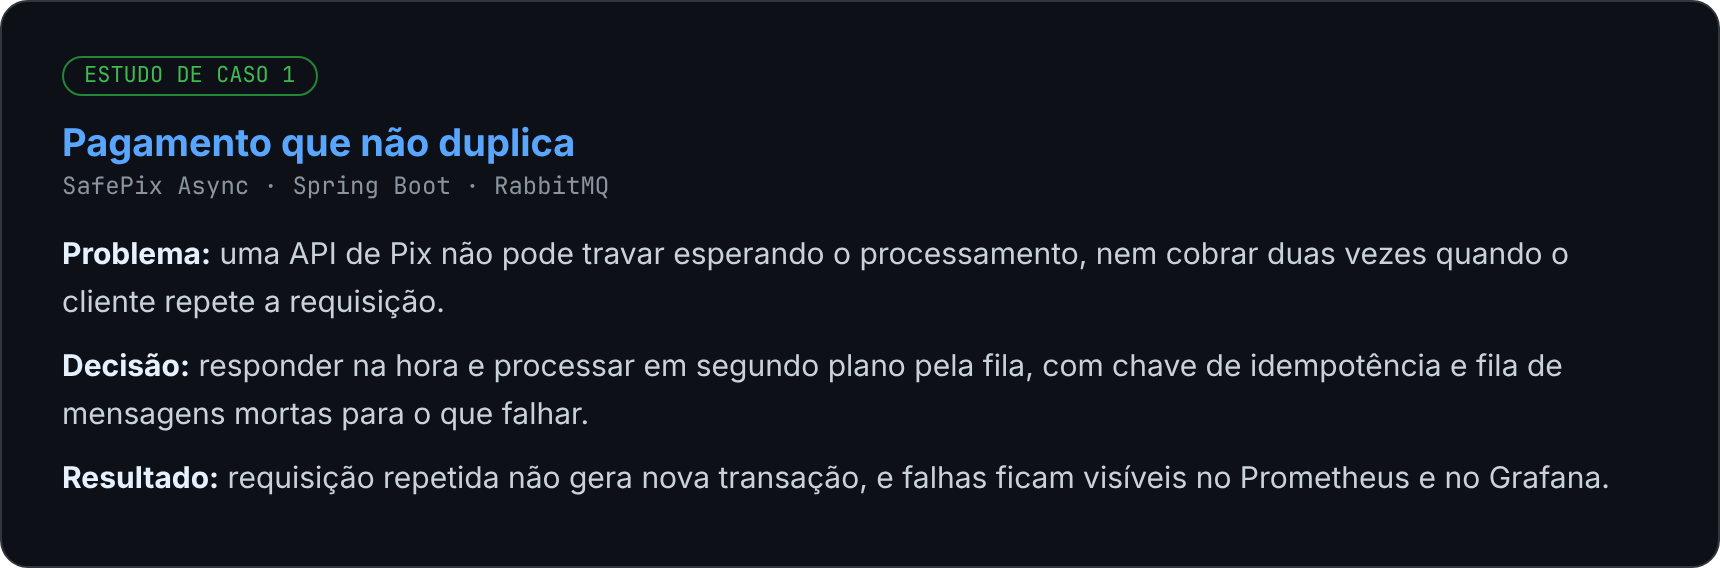 ESTUDO DE CASO 1
Pagamento que não duplica
SafePix Async · Spring Boot · RabbitMQ
Problema: uma API de Pix não pode travar esperando o processamento, nem cobrar duas vezes quando o
cliente repete a requisição.
Decisão: responder na hora e processar em segundo plano pela fila, com chave de idempotência e fila de
mensagens mortas para o que falhar.
Resultado: requisição repetida não gera nova transação, e falhas ficam visíveis no Prometheus e no Grafana.